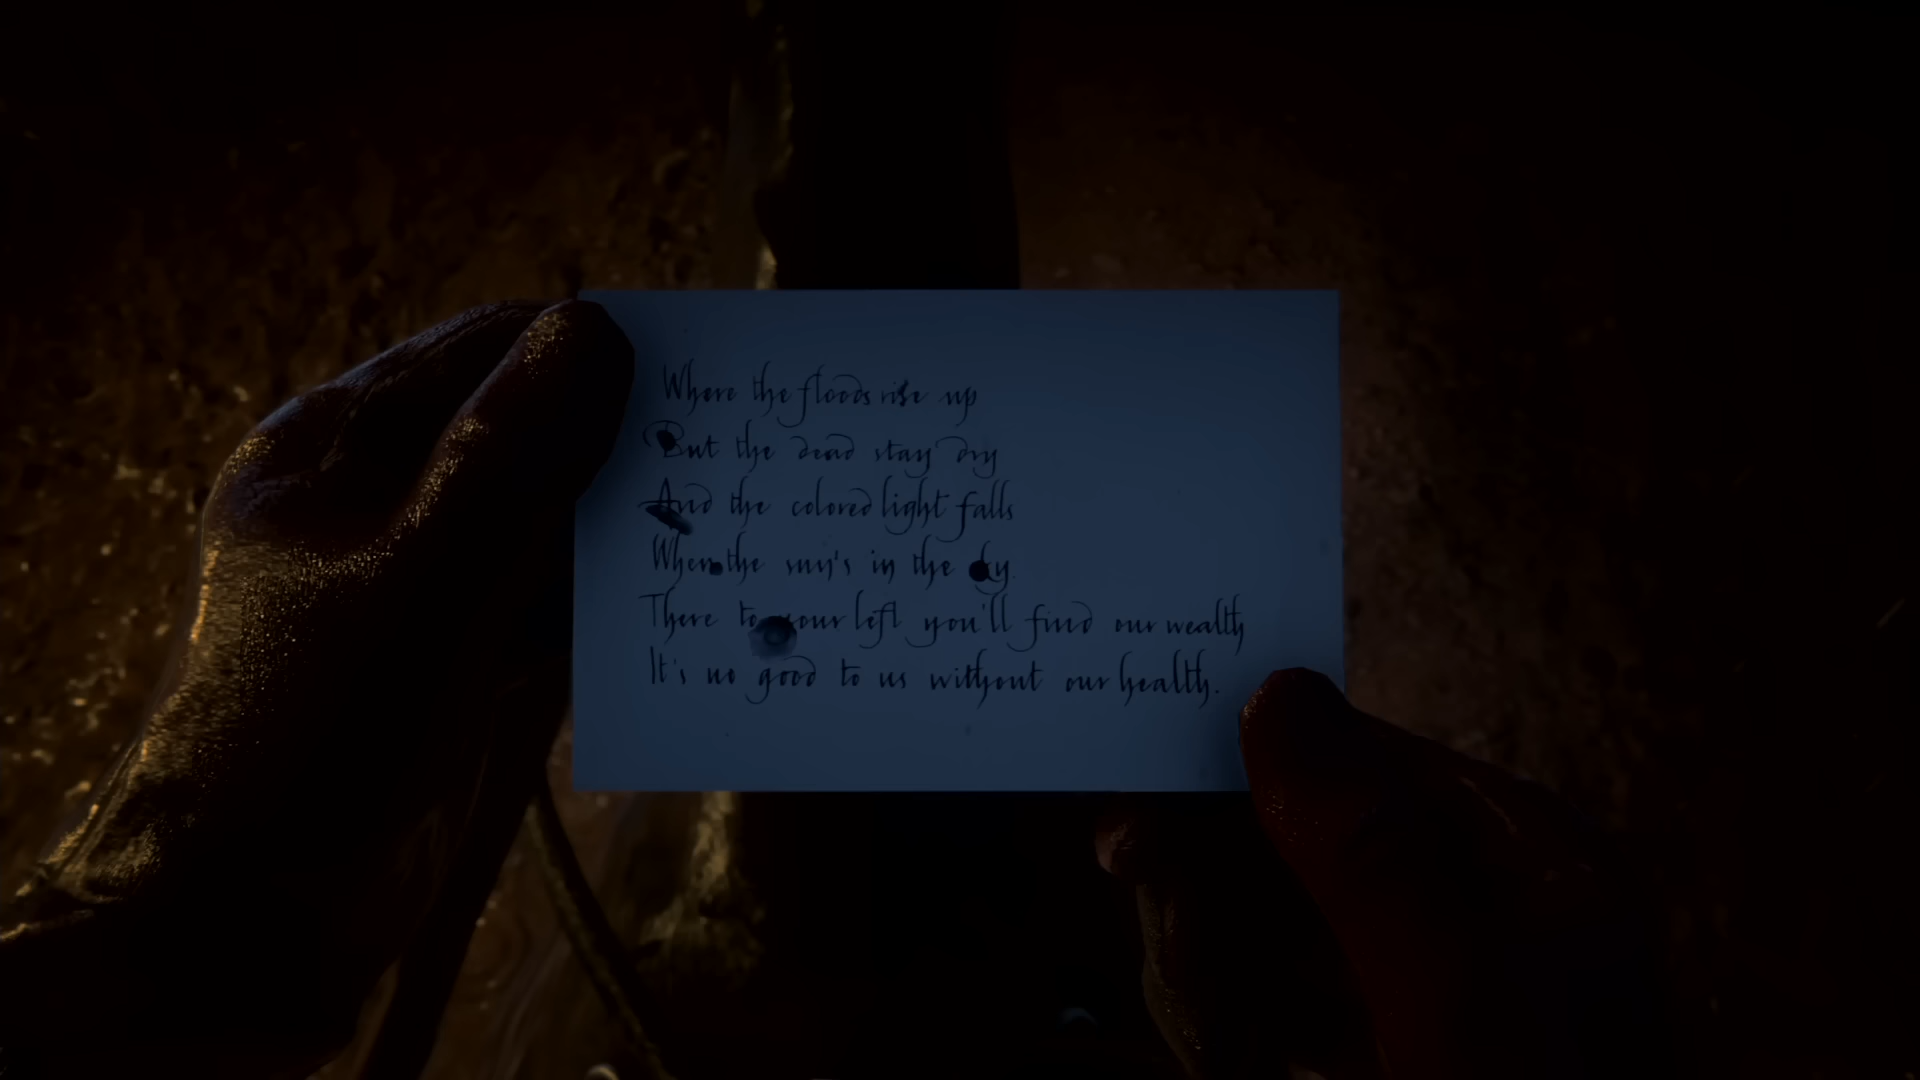 Where the floods rise up
But the dead stay dry
And the colored light falls
When the sun's in the
There to your left you'll find our wealth
It's no good to us without our health.